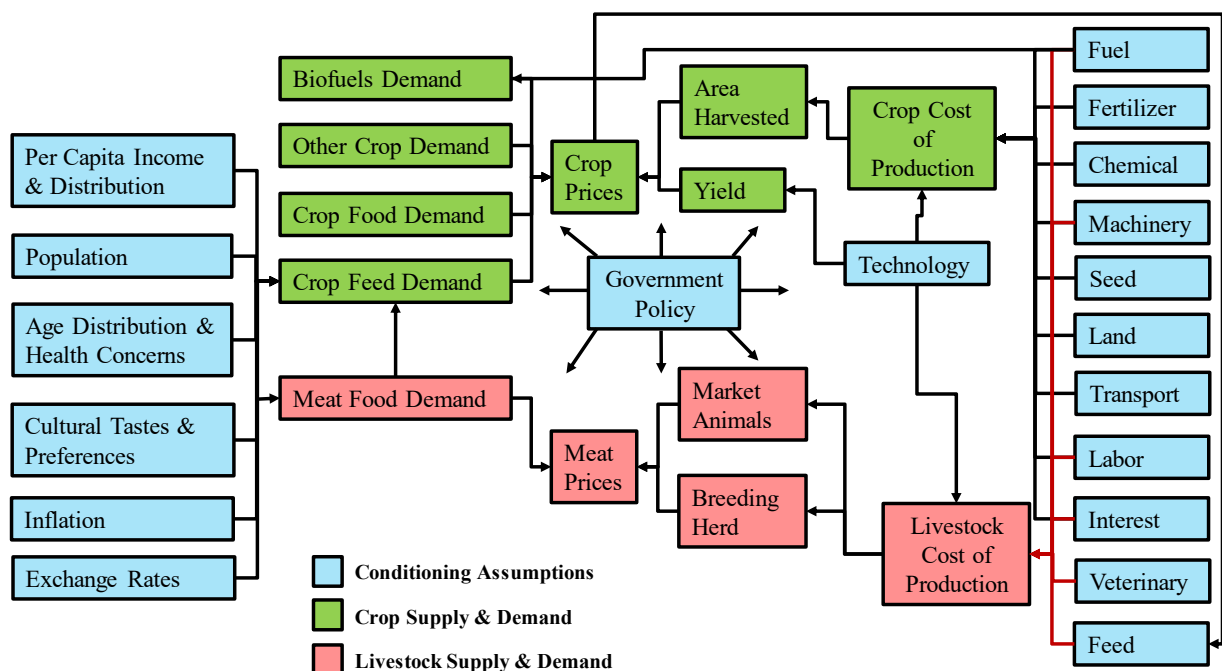 Biofuels Demand
Other Crop Demand
Crop Food Demand
Crop Feed Demand
Meat Food Demand
Per Capita Income
& Distribution
Population
Age Distribution &
Health Concerns
Cultural Tastes &
Preferences
Inflation
Exchange Rates
Crop
Prices
Area
Harvested
Yield
Crop Cost
of
Production
Technology
Government
Policy
Meat
Prices
Market
Animals
Breeding
Herd
Livestock
Cost of
Production
Fuel
Fertilizer
Chemical
Machinery
Seed
Land
Transport
Labor
Interest
Veterinary
Feed
Conditioning Assumptions
Crop Supply & Demand
Livestock Supply & Demand